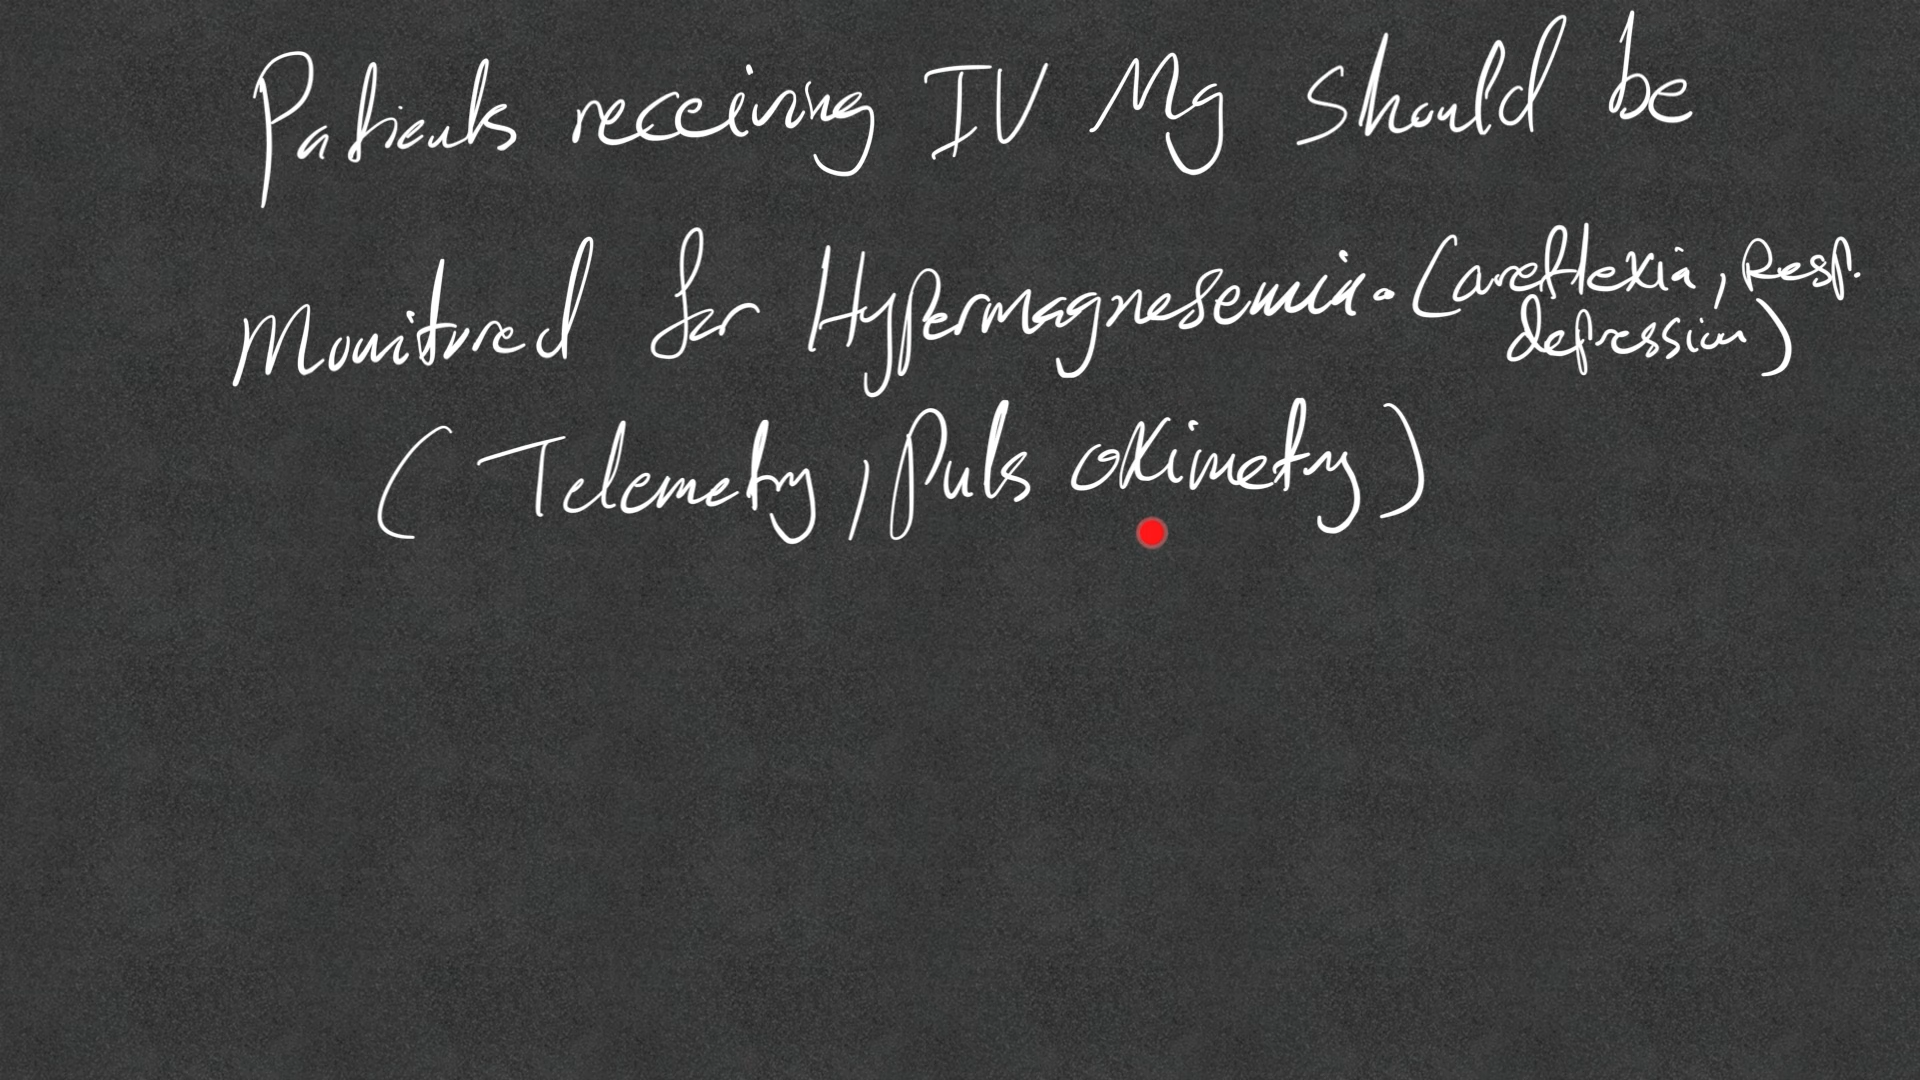 Patients receiving IV Mg should be
Monitored for Hypermagnesemia. (areflexia, Resp.
depression)
(Telemetry, Puls oximetry)